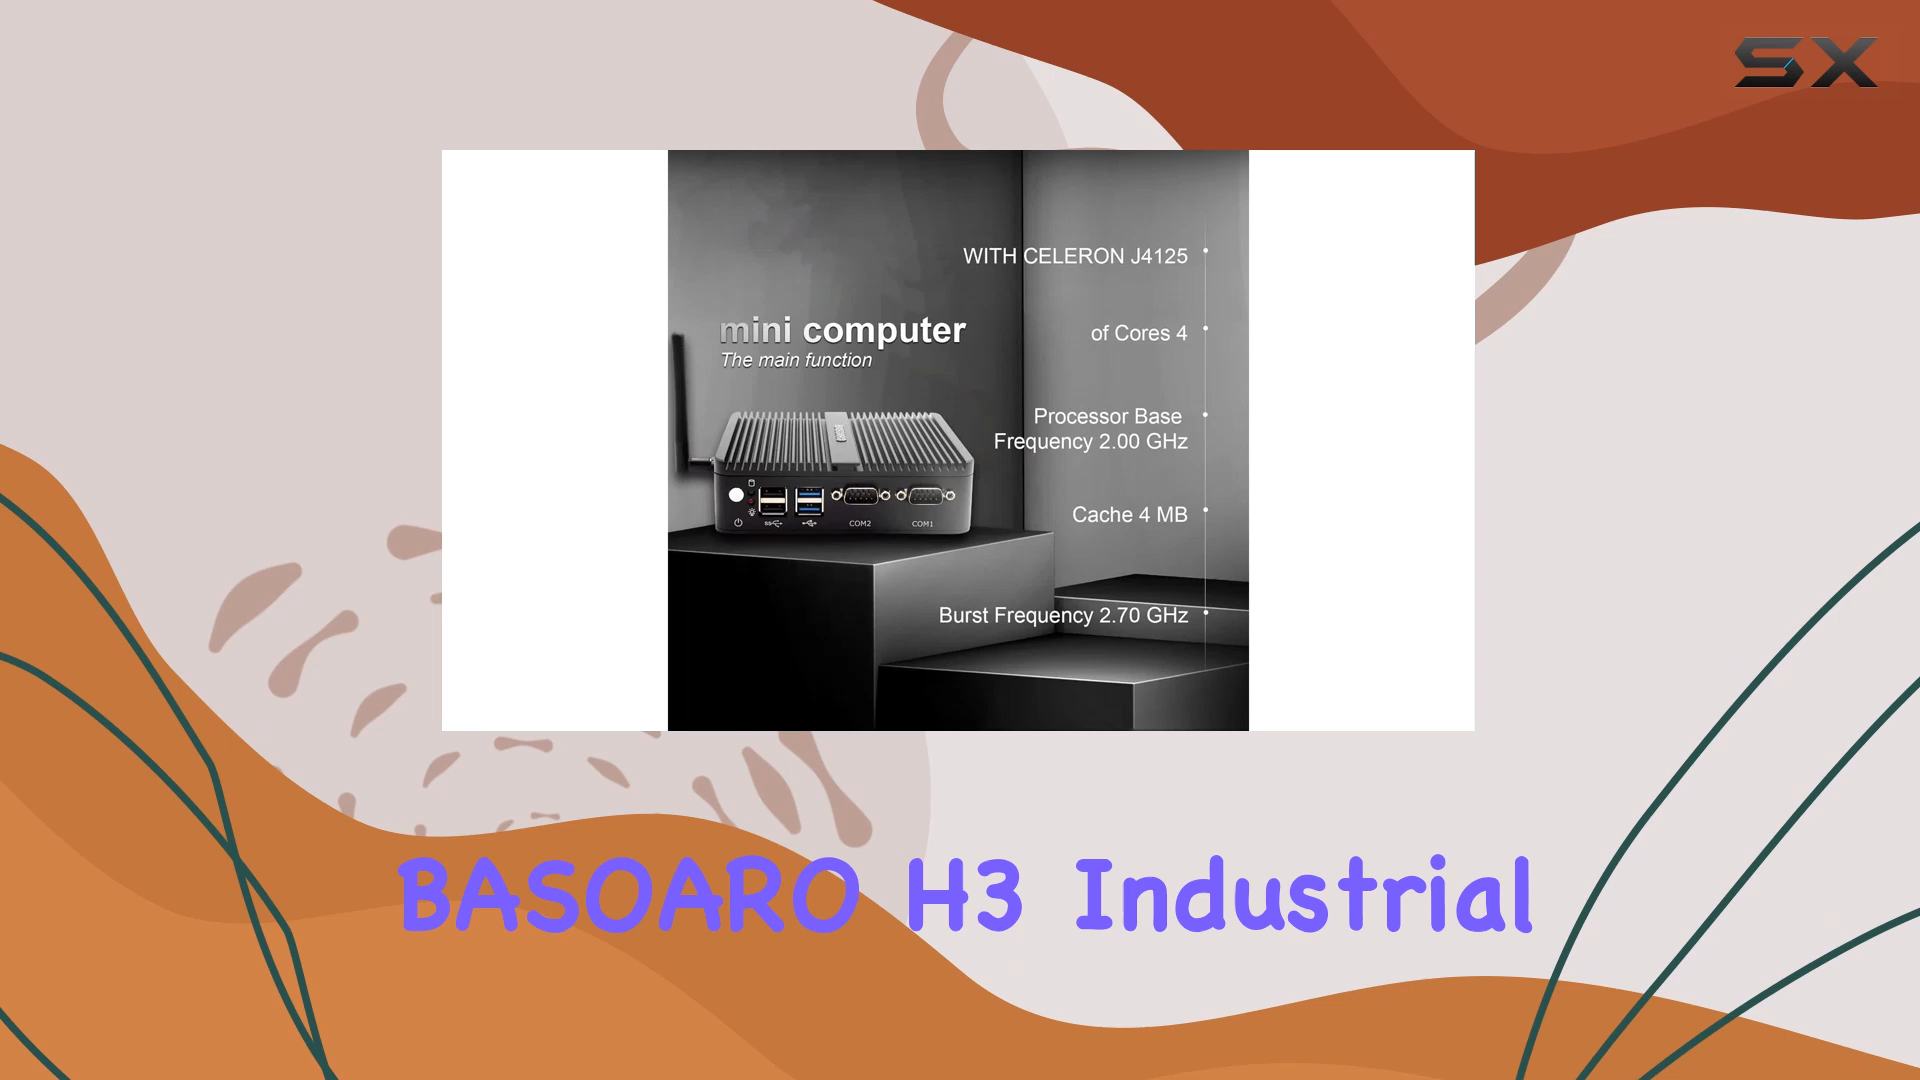 SX
WITH CELERON J4125
of Cores 4
mini computer
The main function
Processor Base
Frequency 2.00 GHz
COM2
COM1
Cache 4 MB
Burst Frequency 2.70 GHz
BASOARO H3 Industrial